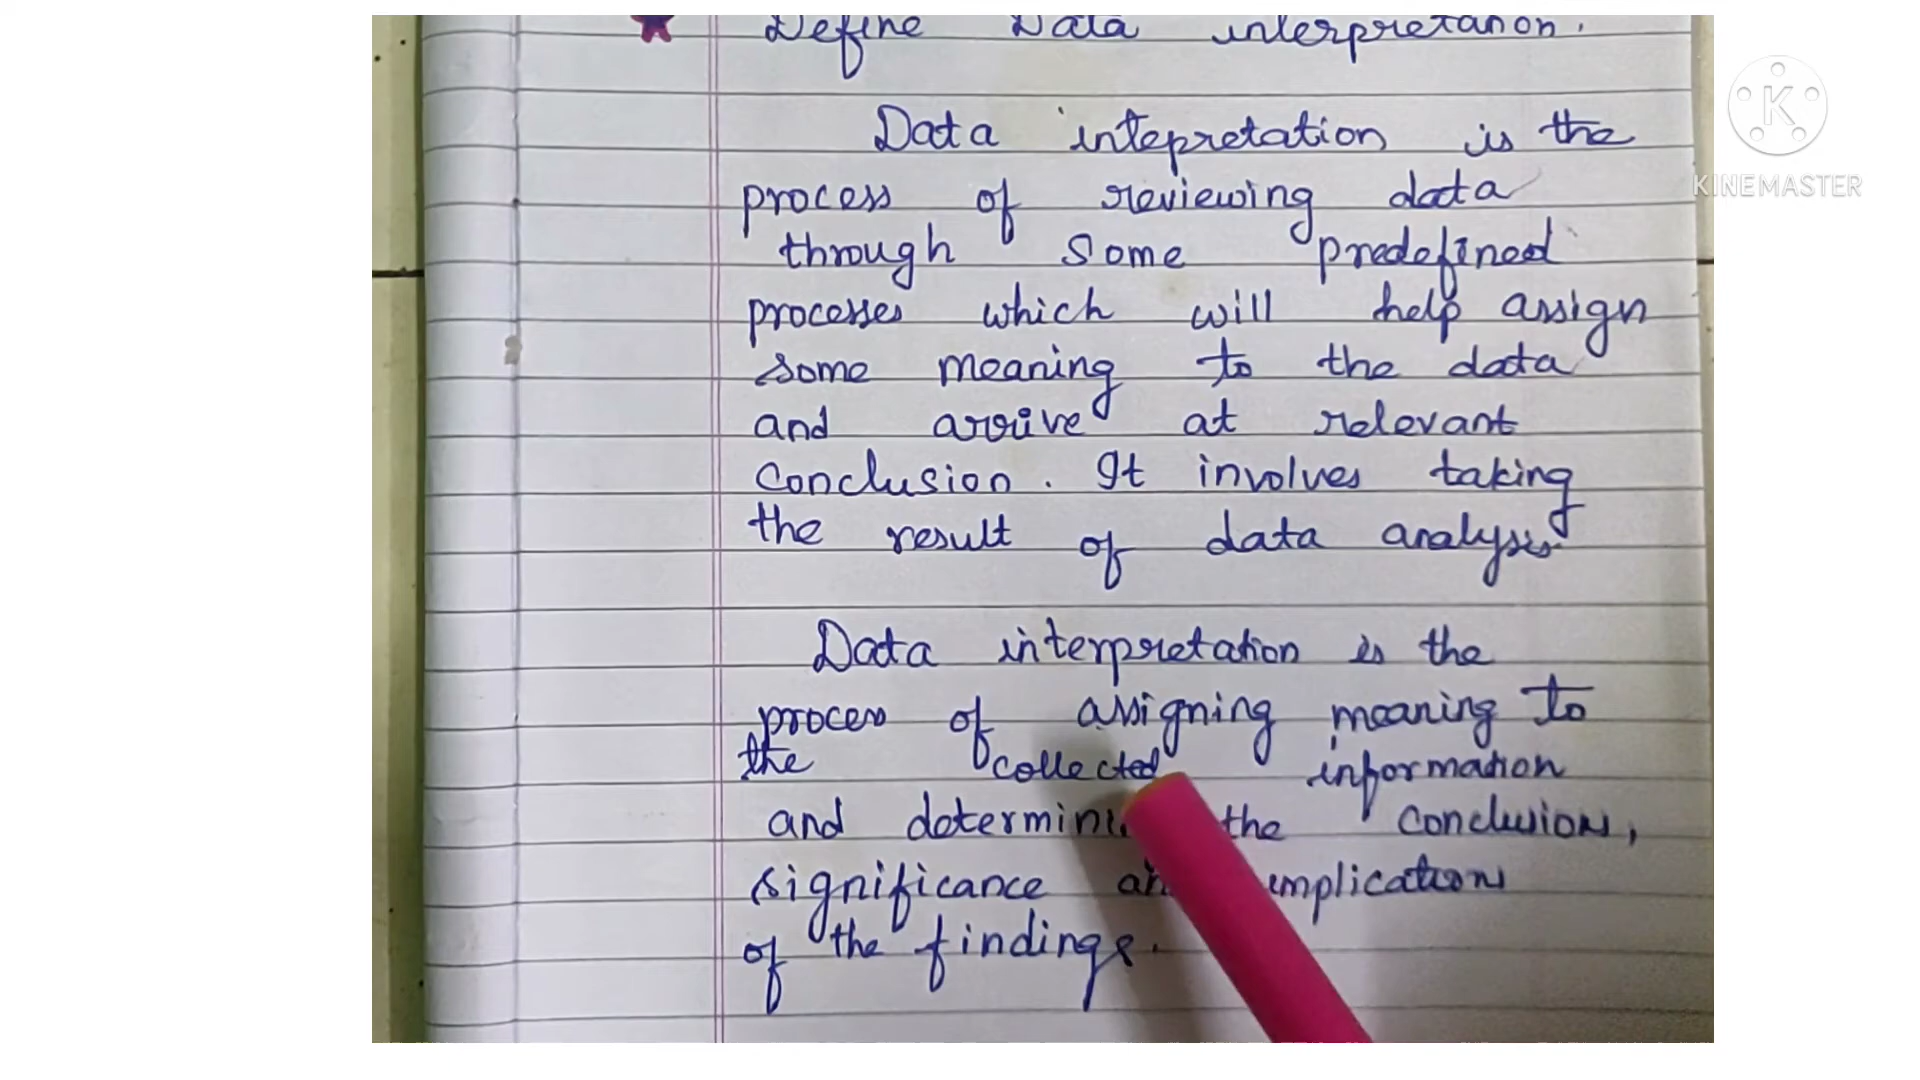 Define Data interpretation.
Data intepretation is the
process of reviewing data
through some predefined
processes which will help assign
some meaning to the data
and arrive at relevant
conclusion. It involves taking
the result of data analysis
Data interpretation is the
process of assigning meaning to
the collected information
and the conclusion,
significance implication
of the findings.
K
KINEMASTER